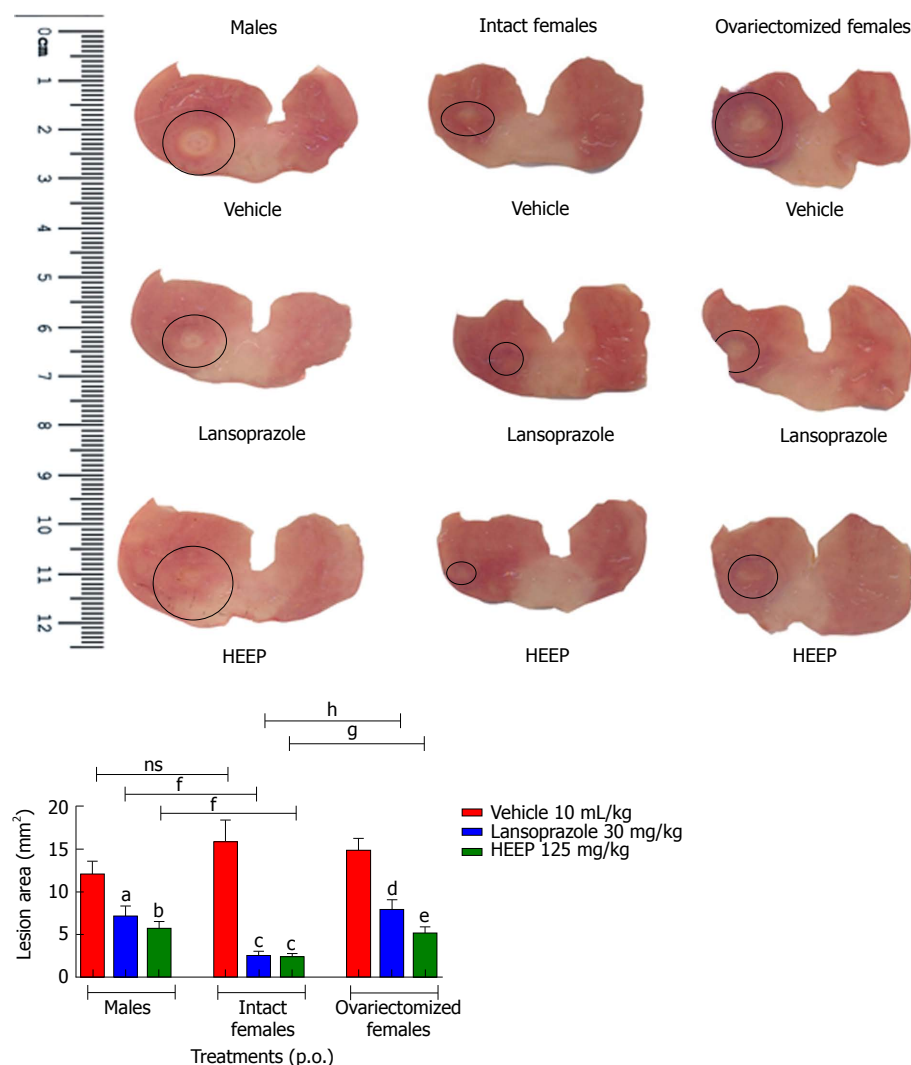 Males
Intact females
Ovariectomized females
0
cm
1
2
3
4
5
6
7
8
9
10
11
12
Vehicle
Vehicle
Vehicle
Lansoprazole
Lansoprazole
Lansoprazole
HEEP
HEEP
HEEP
h
g
ns
f
f
20
15
10
5
0
Lesion area (mm²)
a
b
c
c
d
e
Vehicle 10 mL/kg
Lansoprazole 30 mg/kg
HEEP 125 mg/kg
Males
Intact
females
Ovariectomized
females
Treatments (p.o.)